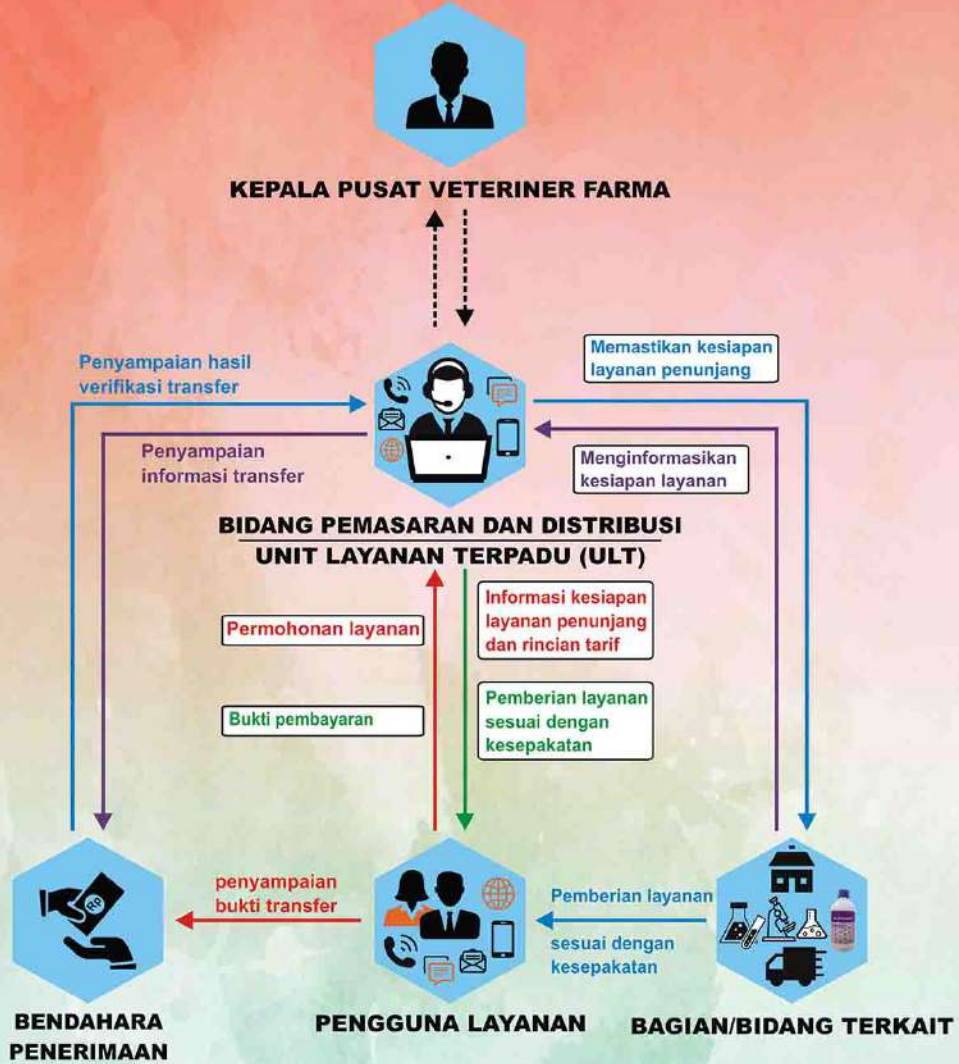 KEPALA PUSAT VETERINER FARMA
Penyampaian hasil
verifikasi transfer
Memastikan kesiapan
layanan penunjang
Penyampaian
informasi transfer
Menginformasikan
kesiapan layanan
BIDANG PEMASARAN DAN DISTRIBUSI
UNIT LAYANAN TERPADU (ULT)
Permohonan layanan
Informasi kesiapan
layanan penunjang
dan rincian tarif
Bukti pembayaran
Pemberian layanan
sesuai dengan
kesepakatan
Rp
penyampaian
bukti transfer
Pemberian layanan
sesuai dengan
kesepakatan
BENDAHARA
PENERIMAAN
PENGGUNA LAYANAN
BAGIAN/BIDANG TERKAIT